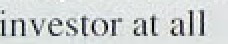 investor at all